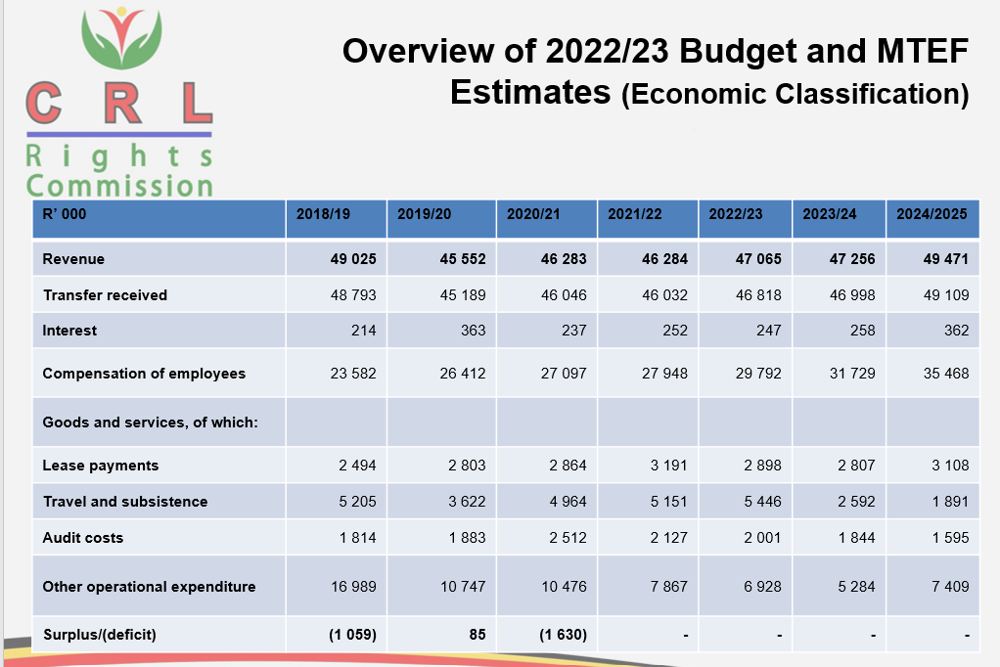 C R L
Rights
Commission
Overview of 2022/23 Budget and MTEF
Estimates (Economic Classification)
R’ 000 2018/19 2019/20 2020/21 2021/22 2022/23 2023/24 2024/2025
Revenue 49 025 45 552 46 283 46 284 47 065 47 256 49 471
Transfer received 48 793 45 189 46 046 46 032 46 818 46 998 49 109
Interest 214 363 237 252 247 258 362
Compensation of employees 23 582 26 412 27 097 27 948 29 792 31 729 35 468
Goods and services, of which:
Lease payments 2 494 2 803 2 864 3 191 2 898 2 807 3 108
Travel and subsistence 5 205 3 622 4 964 5 151 5 446 2 592 1 891
Audit costs 1 814 1 883 2 512 2 127 2 001 1 844 1 595
Other operational expenditure 16 989 10 747 10 476 7 867 6 928 5 284 7 409
Surplus/(deficit) (1 059) 85 (1 630) - - - -